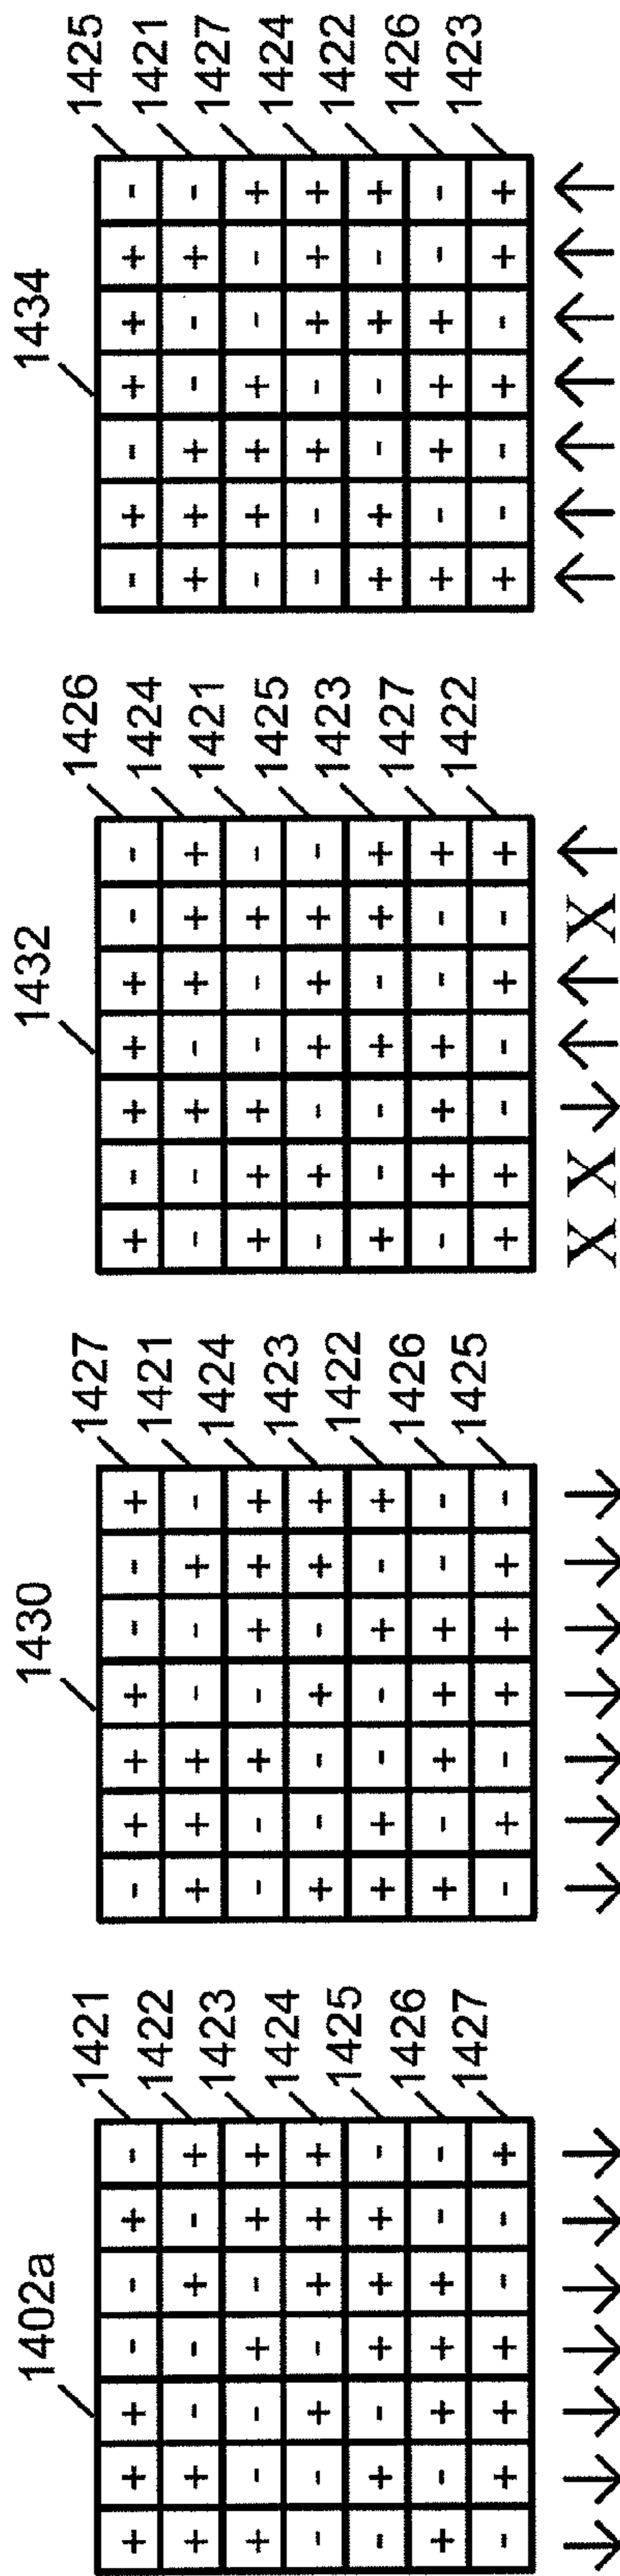 1402a
+ + + - - + - 1421
+ + - - + - + 1422
+ - - + - + + 1423
- - + - + + + 1424
- + - + + + - 1425
+ - + + + - - 1426
- + + + - - + 1427
↓ ↓ ↓ ↓ ↓ ↓ ↓
1430
- + + + - - + 1427
+ + + - - + - 1421
- - + - + + + 1424
+ - - + - + + 1423
+ + - - + - + 1422
+ - + + + - - 1426
- + - + + + - 1425
↓ ↓ ↓ ↓ ↓ ↓ ↓
1432
+ - + + + - - 1426
- - + - + + + 1424
+ + + - - + - 1421
- + - + + + - 1425
+ - - + - + + 1423
- + + + - - + 1427
+ + - - + - + 1422
X X ↓ ↑ ↑ X ↑
1434
- + - + + + - 1425
+ + + - - + - 1421
- + + + - - + 1427
- - + - + + + 1424
+ + - - + - + 1422
+ - + + + - - 1426
+ - - + - + + 1423
↑ ↑ ↑ ↑ ↑ ↑ ↑